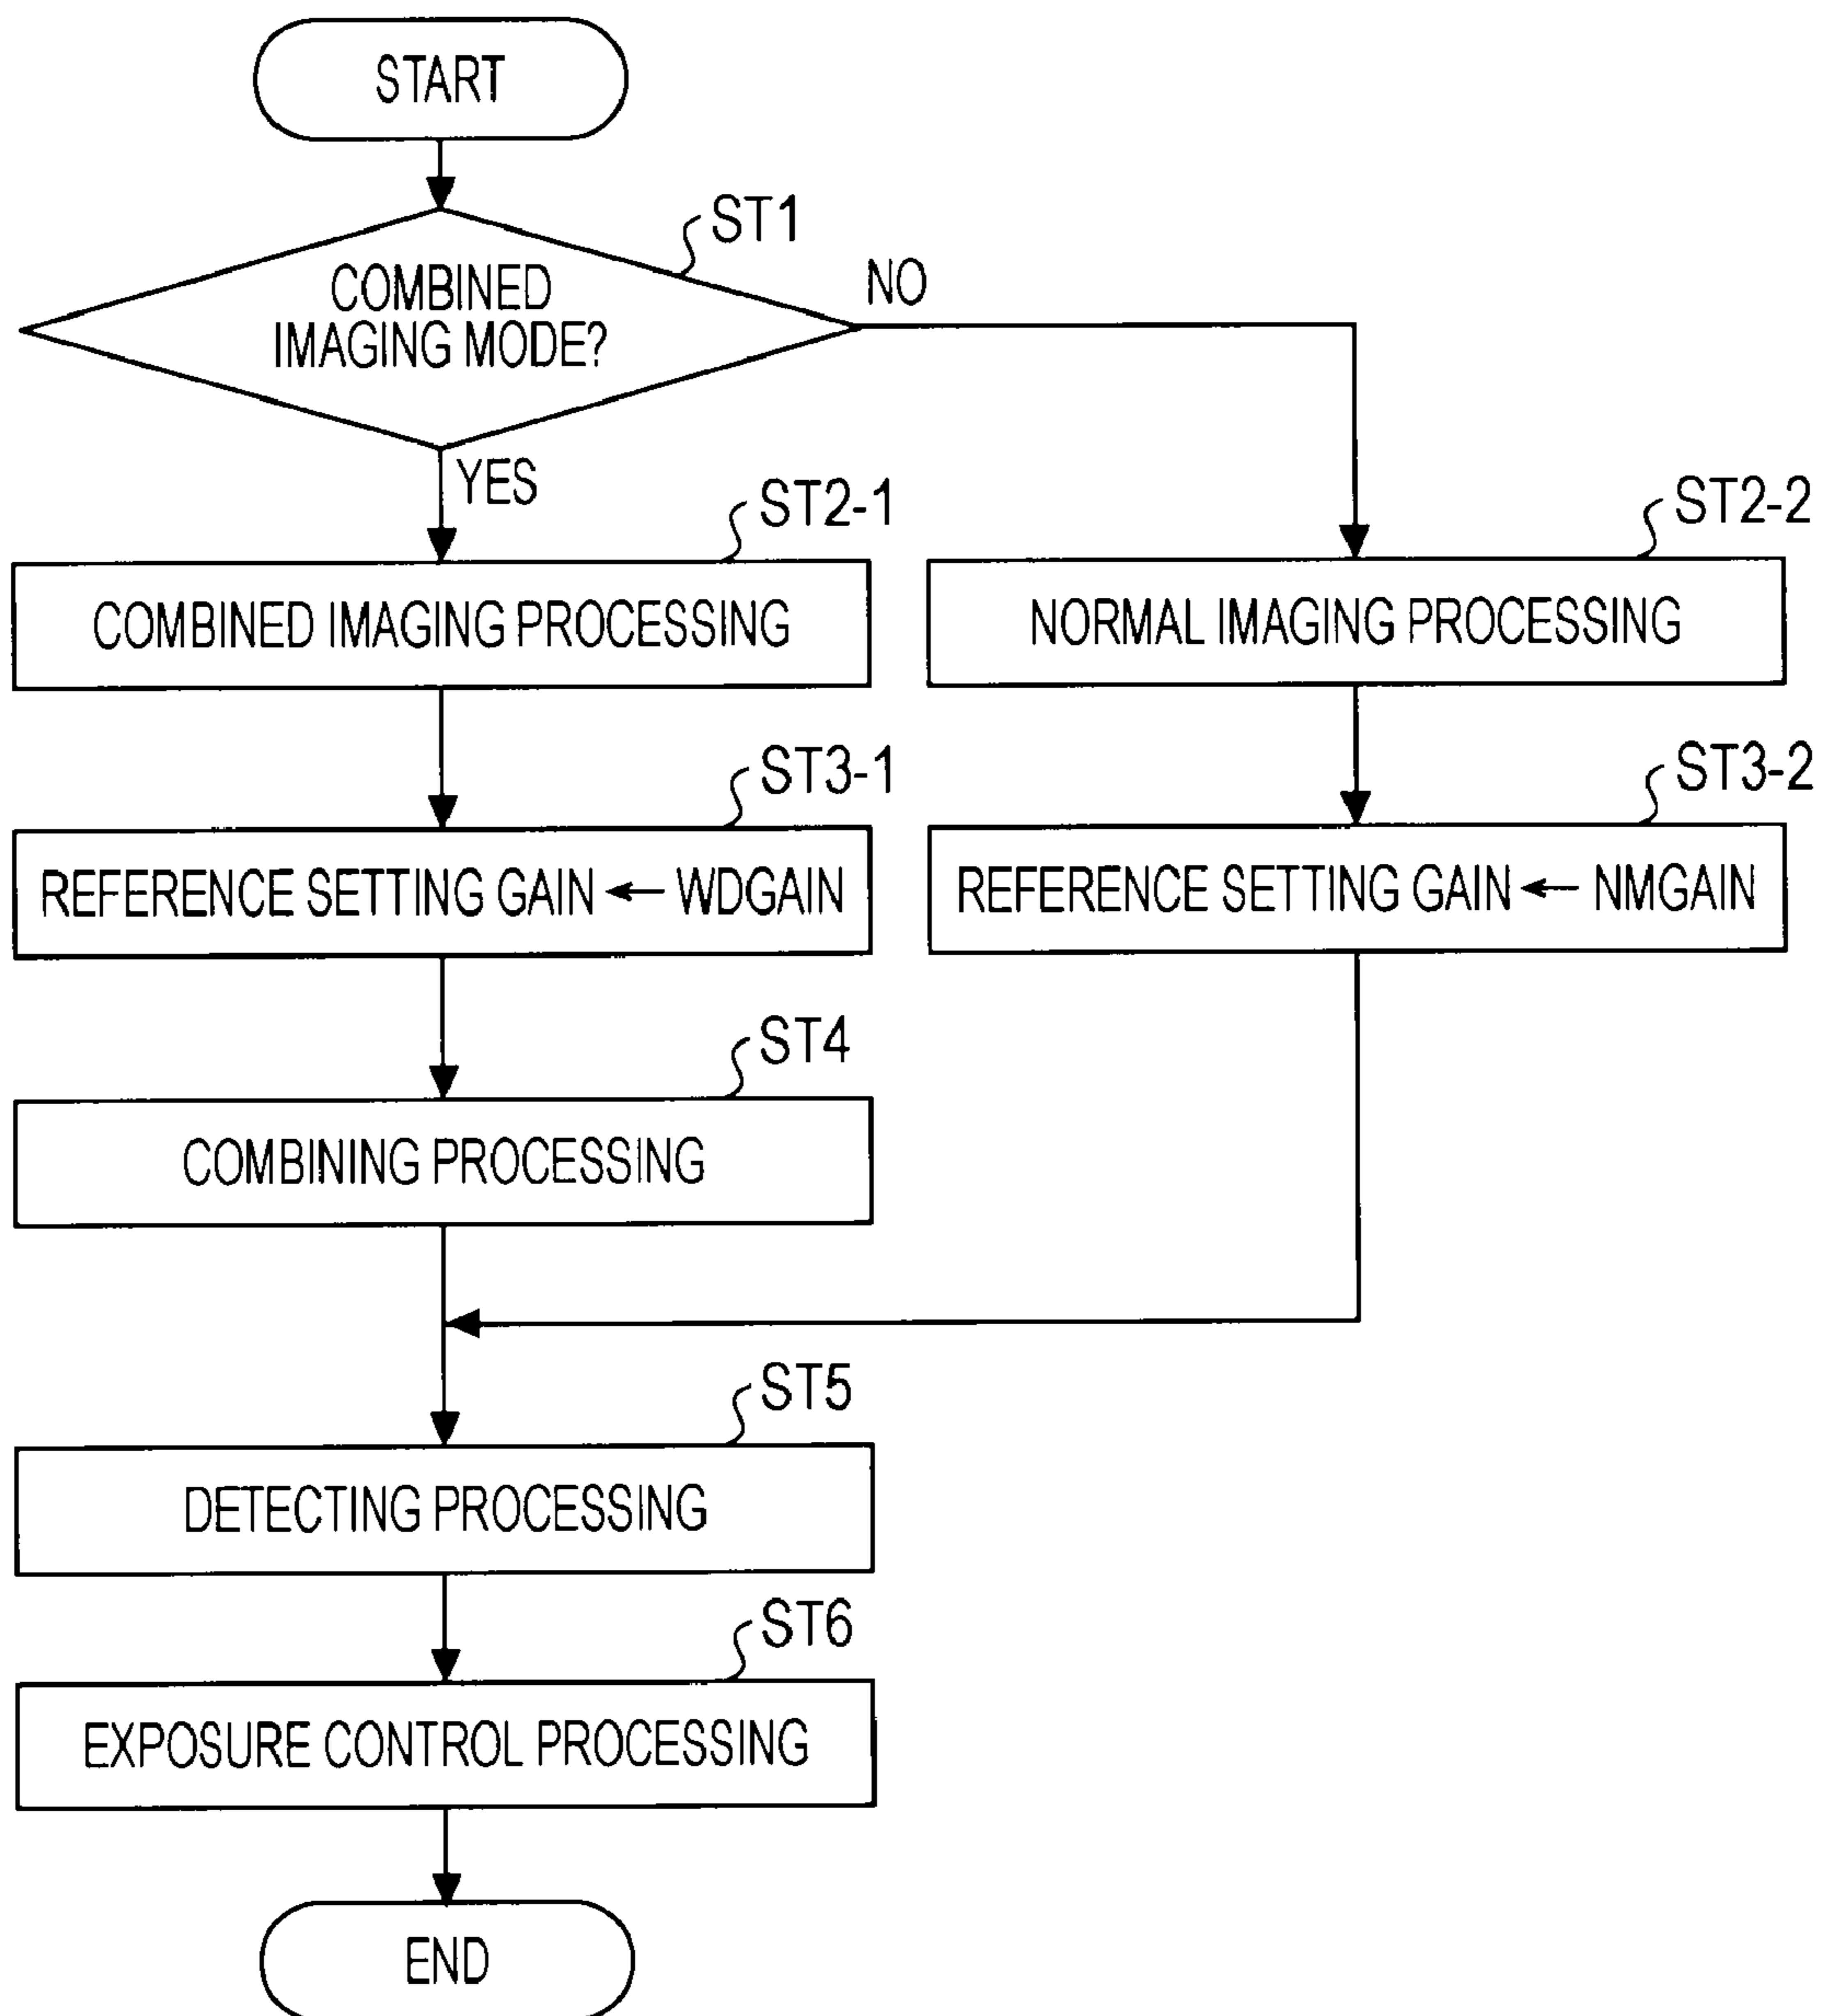 START
ST1
COMBINED
IMAGING MODE?
NO
YES
ST2-1
COMBINED IMAGING PROCESSING
ST2-2
NORMAL IMAGING PROCESSING
ST3-1
REFERENCE SETTING GAIN ← WDGAIN
ST3-2
REFERENCE SETTING GAIN ← NMGAIN
ST4
COMBINING PROCESSING
ST5
DETECTING PROCESSING
ST6
EXPOSURE CONTROL PROCESSING
END